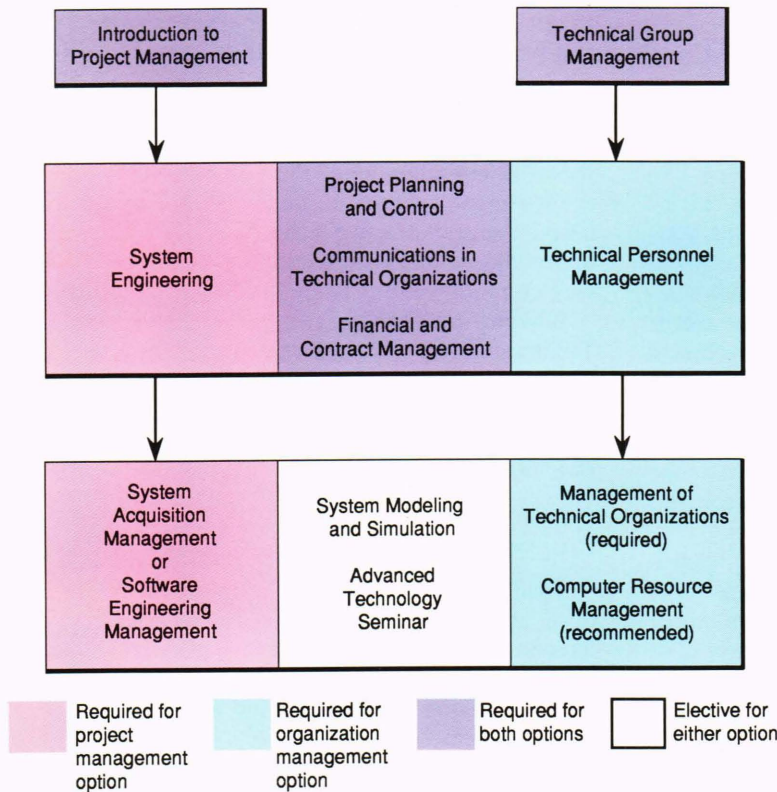 Introduction to
Project Management
Technical Group
Management
System
Engineering
Project Planning
and Control
Communications in
Technical Organizations
Financial and
Contract Management
Technical Personnel
Management
System
Acquisition
Management
or
Software
Engineering
Management
System Modeling
and Simulation
Advanced
Technology
Seminar
Management of
Technical Organizations
(required)
Computer Resource
Management
(recommended)
Required for
project
management
option
Required for
organization
management
option
Required for
both options
Elective for
either option